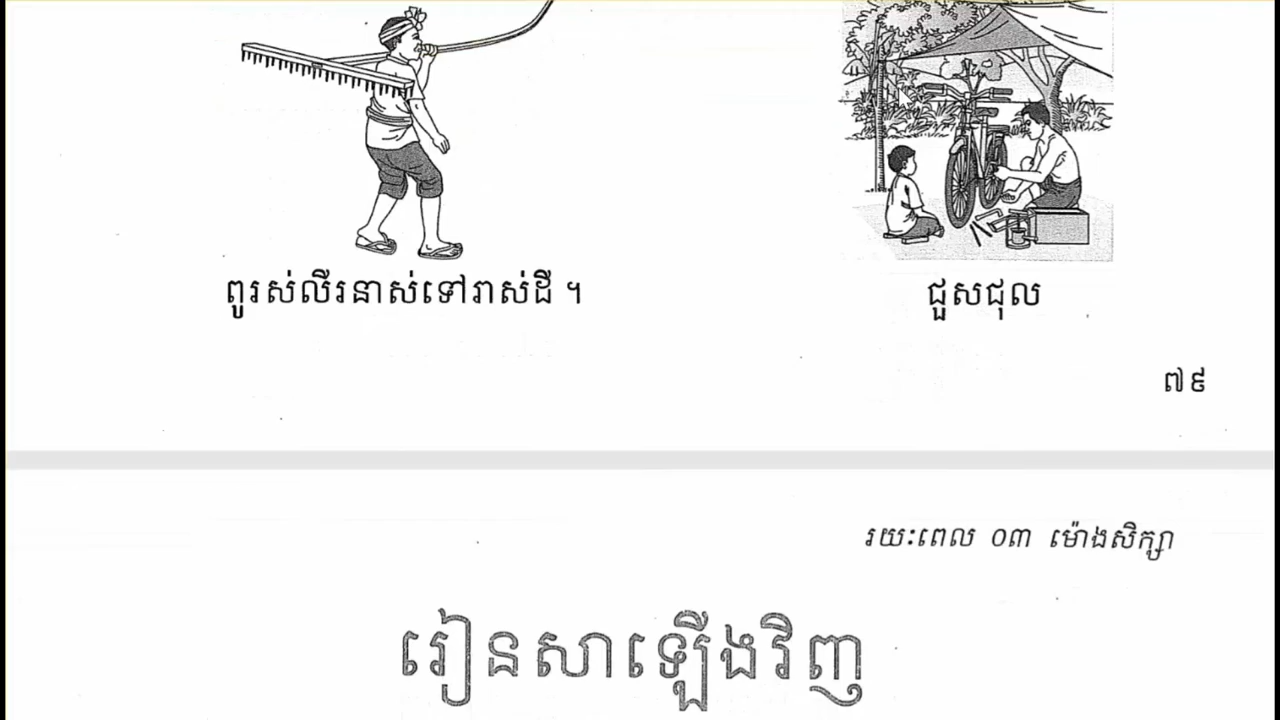 ពូរស់លីរនាស់ទៅរាស់ដី ។
ជួសជុល
៧៩
រយៈពេល ០៣ ម៉ោងសិក្សា
រៀនសាឡើងវិញ